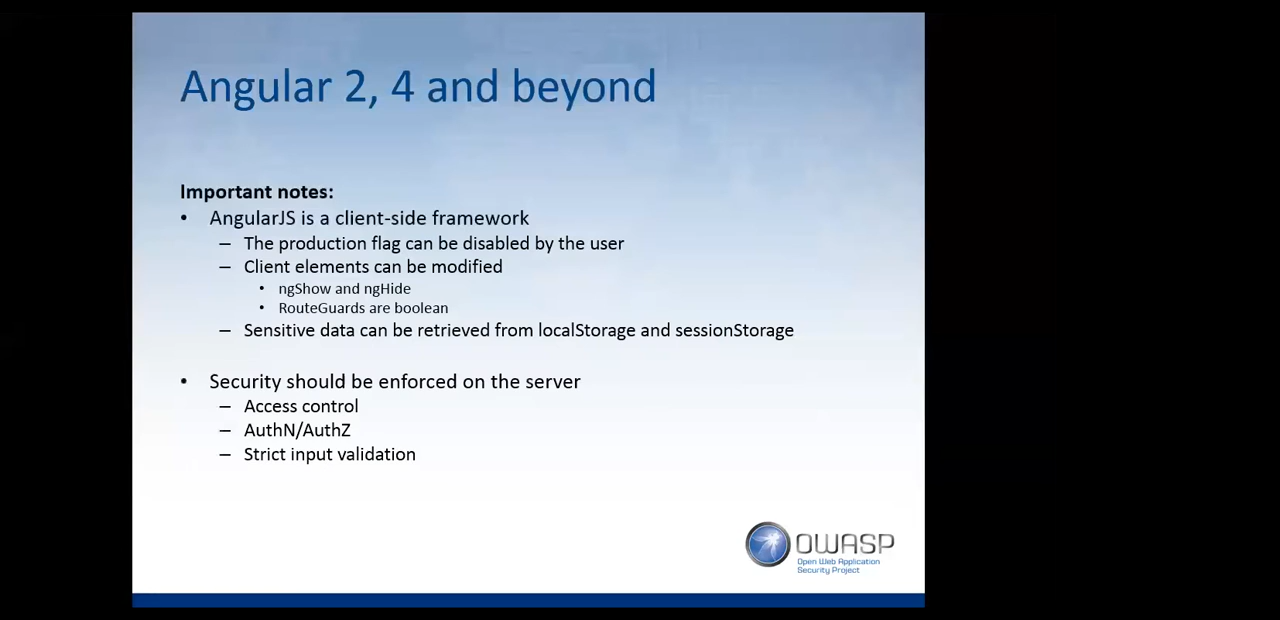 Angular 2, 4 and beyond
Important notes:
• AngularJS is a client-side framework
– The production flag can be disabled by the user
– Client elements can be modified
• ngShow and ngHide
• RouteGuards are boolean
– Sensitive data can be retrieved from localStorage and sessionStorage
• Security should be enforced on the server
– Access control
– AuthN/AuthZ
– Strict input validation
OWASP
Open Web Application
Security Project